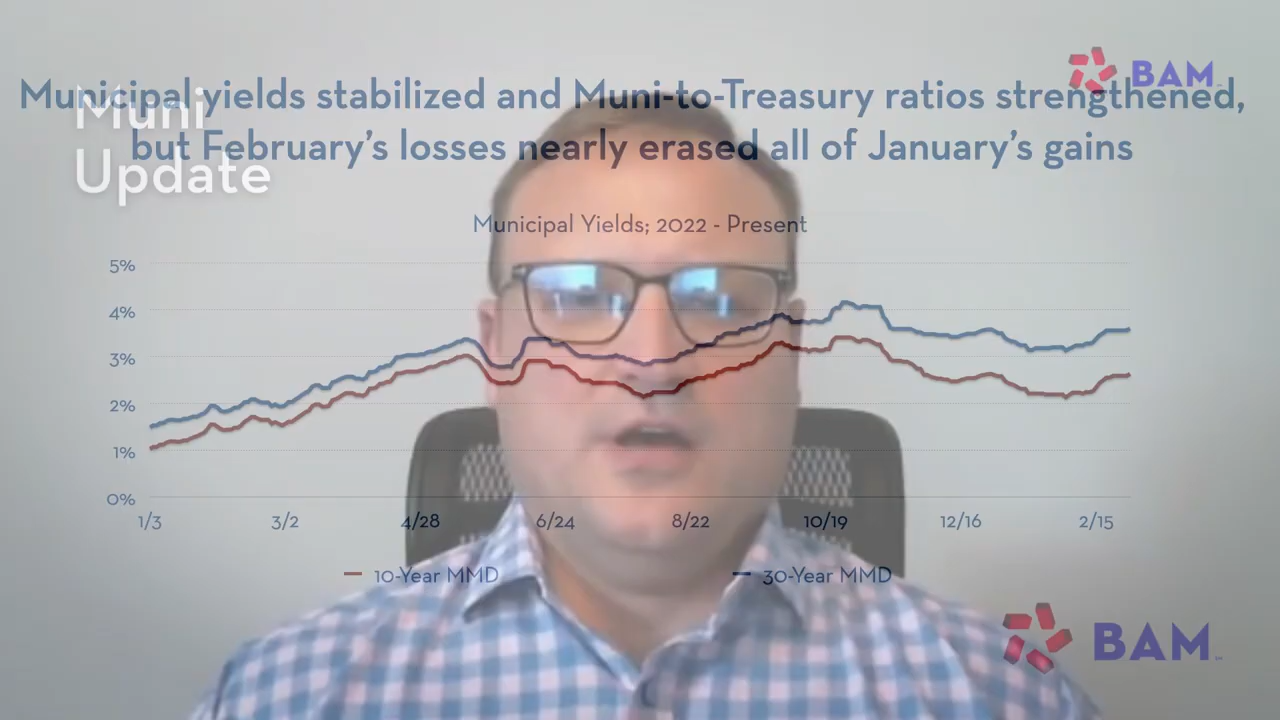 Municipal yields stabilized and Muni-to-Treasury ratios strengthened,
but February’s losses nearly erased all of January’s gains
Muni
Update
BAM
Municipal Yields; 2022 - Present
5%
4%
3%
2%
1%
0%
1/3 3/2 4/28 6/24 8/22 10/19 12/16 2/15
10-Year MMD 30-Year MMD
BAM